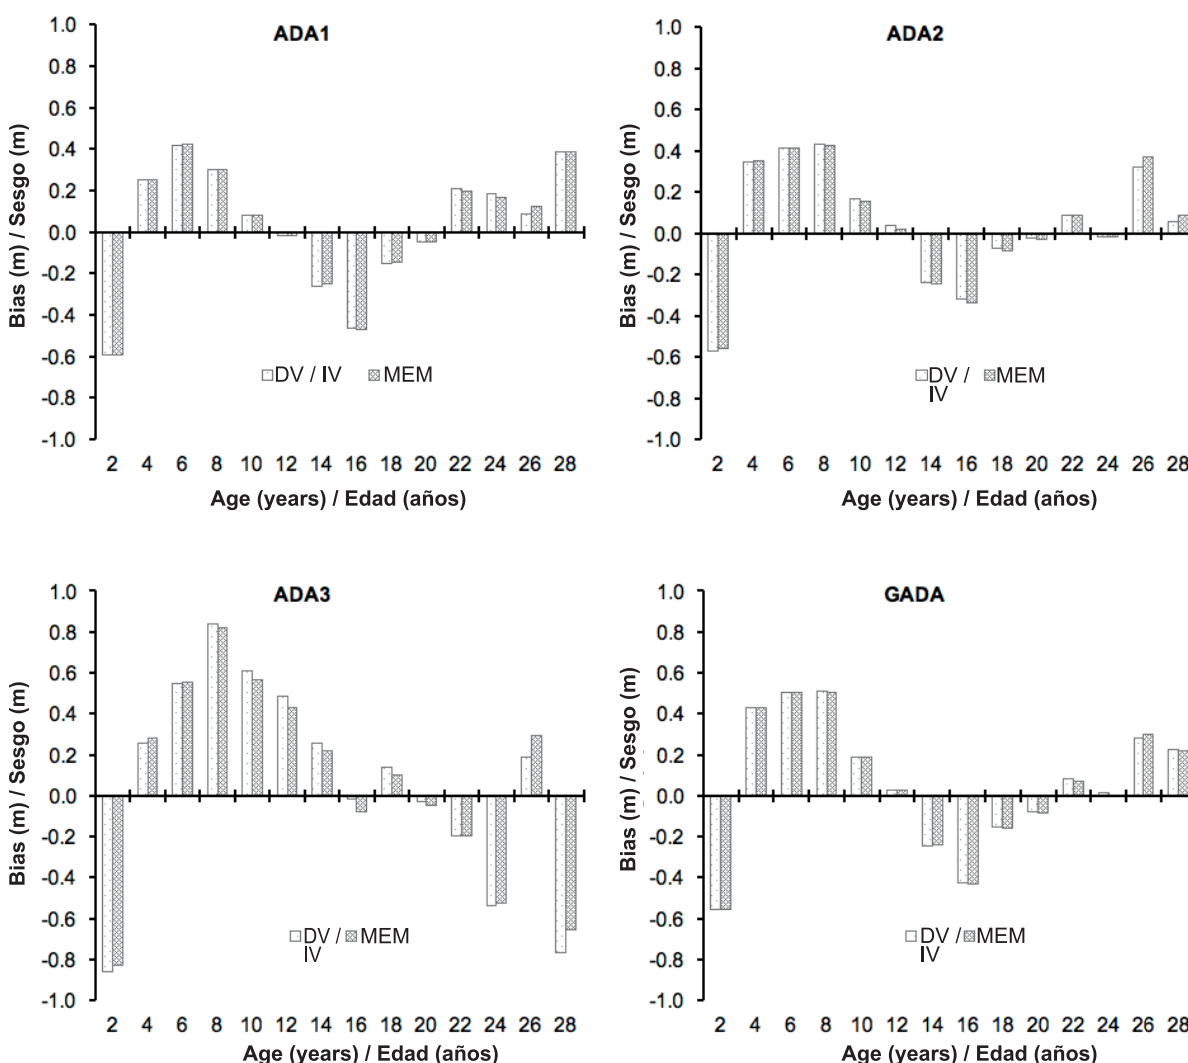 ADA1
1.0
0.8
0.6
0.4
0.2
0.0
-0.2
-0.4
-0.6
-0.8
-1.0
Bias (m) / Sesgo (m)
DV / IV MEM
2 4 6 8 10 12 14 16 18 20 22 24 26 28
Age (years) / Edad (años)
ADA2
1.0
0.8
0.6
0.4
0.2
0.0
-0.2
-0.4
-0.6
-0.8
-1.0
Bias (m) / Sesgo (m)
DV / MEM
IV
2 4 6 8 10 12 14 16 18 20 22 24 26 28
Age (years) / Edad (años)
ADA3
1.0
0.8
0.6
0.4
0.2
0.0
-0.2
-0.4
-0.6
-0.8
-1.0
Bias (m) / Sesgo (m)
DV / MEM
IV
2 4 6 8 10 12 14 16 18 20 22 24 26 28
Age (years) / Edad (años)
GADA
1.0
0.8
0.6
0.4
0.2
0.0
-0.2
-0.4
-0.6
-0.8
-1.0
Bias (m) / Sesgo (m)
DV / MEM
IV
2 4 6 8 10 12 14 16 18 20 22 24 26 28
Age (years) / Edad (años)